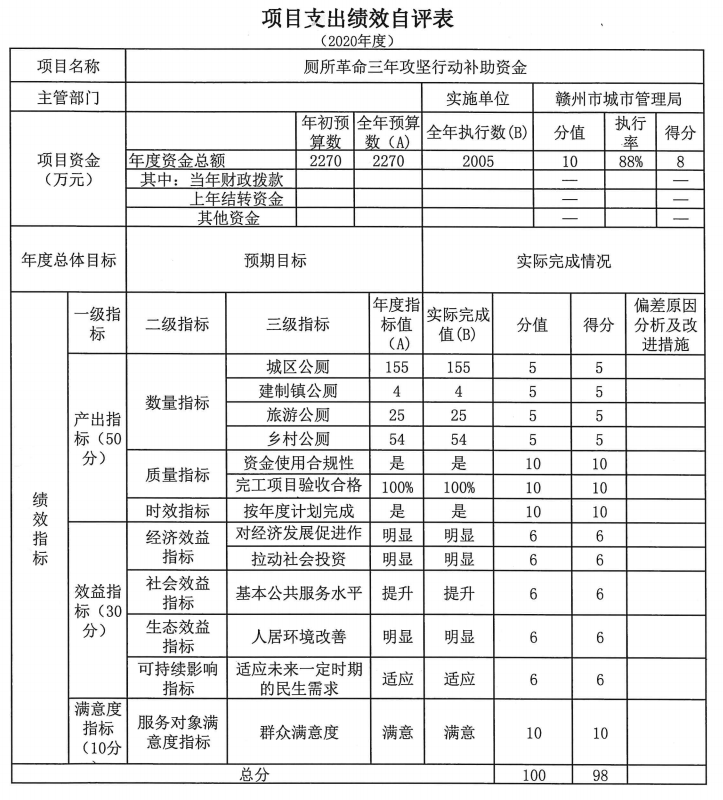 项目支出绩效自评表
（2020年度）
项目名称 厕所革命三年攻坚行动补助资金
主管部门 实施单位 赣州市城市管理局
项目资金（万元） 年初预算数 全年预算数（A） 全年执行数(B) 分值 执行率 得分
年度资金总额 2270 2270 2005 10 88% 8
其中：当年财政拨款 — —
上年结转资金 — —
其他资金 — —
年度总体目标 预期目标 实际完成情况
绩效指标 一级指标 二级指标 三级指标 年度指标值（A） 实际完成值(B) 分值 得分 偏差原因分析及改进措施
产出指标（50分） 数量指标 城区公厕 155 155 5 5
建制镇公厕 4 4 5 5
旅游公厕 25 25 5 5
乡村公厕 54 54 5 5
质量指标 资金使用合规性 是 是 10 10
完工项目验收合格 100% 100% 10 10
时效指标 按年度计划完成 是 是 10 10
效益指标（30分） 经济效益指标 对经济发展促进作 明显 明显 6 6
拉动社会投资 明显 明显 6 6
社会效益指标 基本公共服务水平 提升 提升 6 6
生态效益指标 人居环境改善 明显 明显 6 6
可持续影响指标 适应未来一定时期的民生需求 适应 适应 6 6
满意度指标（10分） 服务对象满意度指标 群众满意度 满意 满意 10 10
总分 100 98